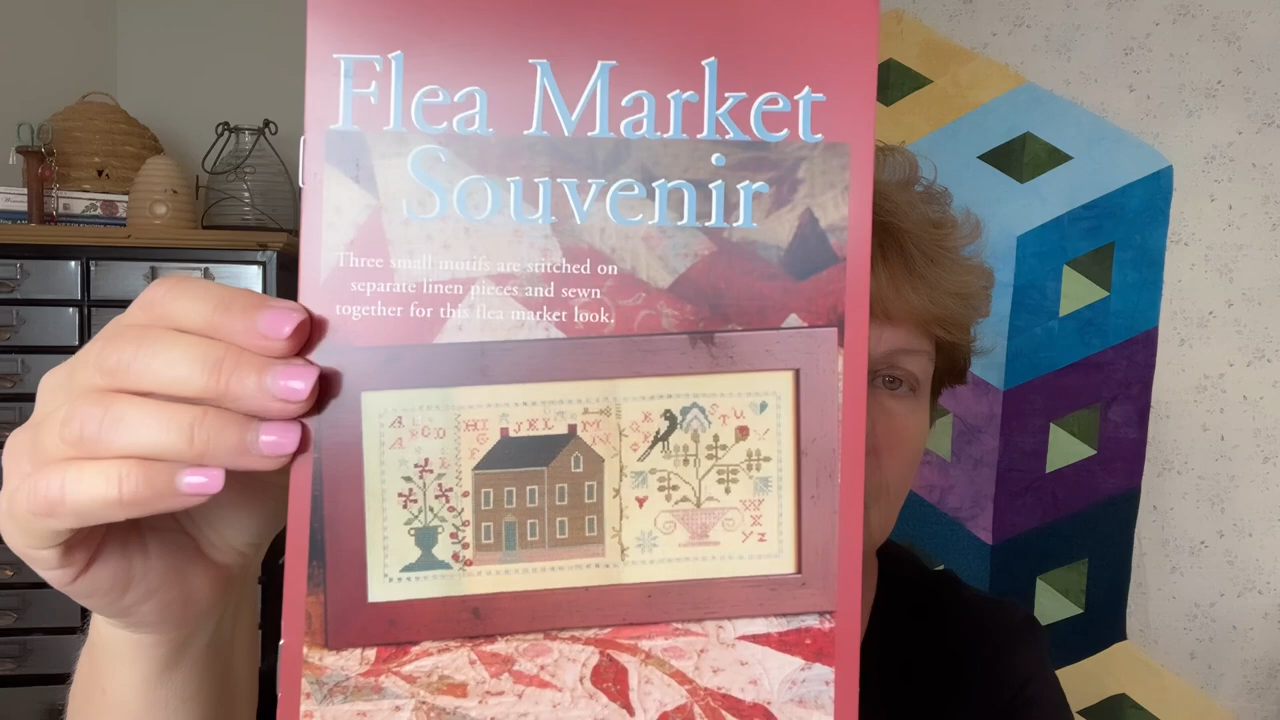 Flea Market
Souvenir
Three small motifs are stitched on
separate linen pieces and sewn
together for this flea market look.